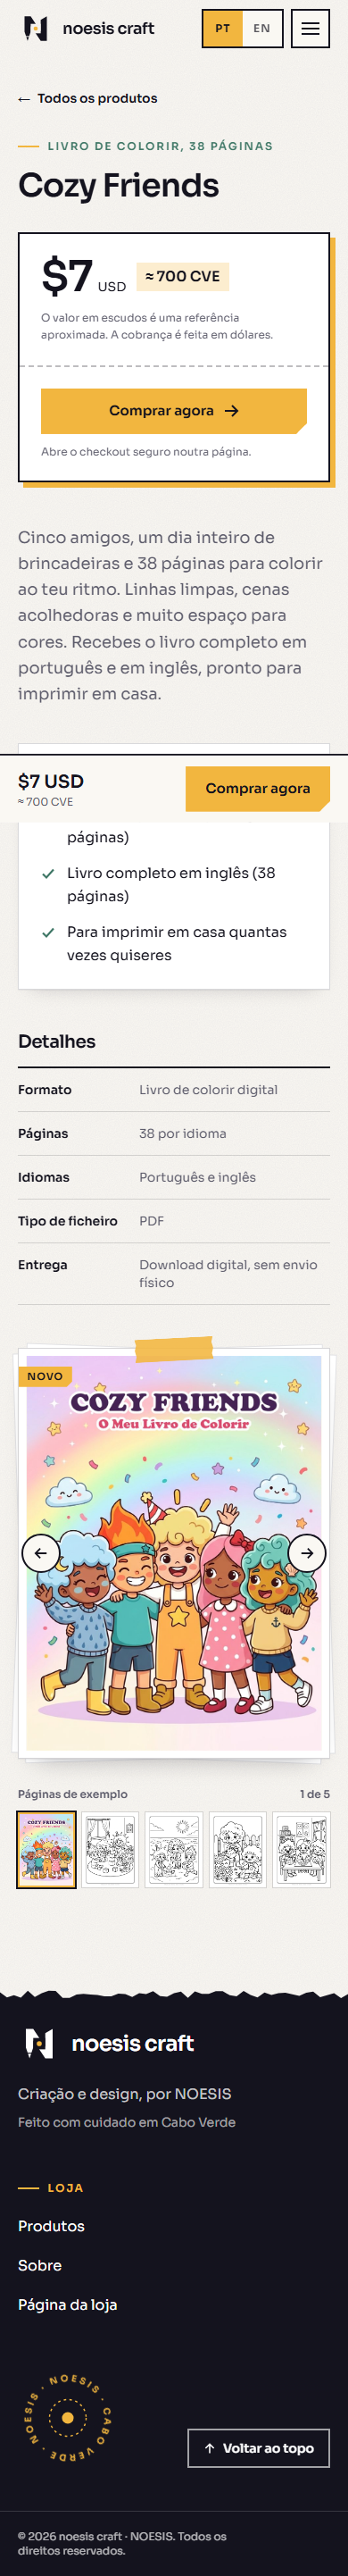 noesis craft
PT EN
← Todos os produtos
LIVRO DE COLORIR, 38 PÁGINAS
Cozy Friends
$7 USD ≈ 700 CVE
O valor em escudos é uma referência
aproximada. A cobrança é feita em dólares.
Comprar agora →
Abre o checkout seguro noutra página.
Cinco amigos, um dia inteiro de
brincadeiras e 38 páginas para colorir
ao teu ritmo. Linhas limpas, cenas
acolhedoras e muito espaço para
cores. Recebes o livro completo em
português e em inglês, pronto para
imprimir em casa.
$7 USD
≈ 700 CVE
Comprar agora
páginas)
Livro completo em inglês (38
páginas)
Para imprimir em casa quantas
vezes quiseres
Detalhes
Formato Livro de colorir digital
Páginas 38 por idioma
Idiomas Português e inglês
Tipo de ficheiro PDF
Entrega Download digital, sem envio
físico
NOVO
COZY FRIENDS
O Meu Livro de Colorir
Páginas de exemplo 1 de 5
COZY FRIENDS
noesis craft
Criação e design, por NOESIS
Feito com cuidado em Cabo Verde
LOJA
Produtos
Sobre
Página da loja
NOESIS · CABO VERDE · NOESIS ·
↑ Voltar ao topo
© 2026 noesis craft · NOESIS. Todos os
direitos reservados.